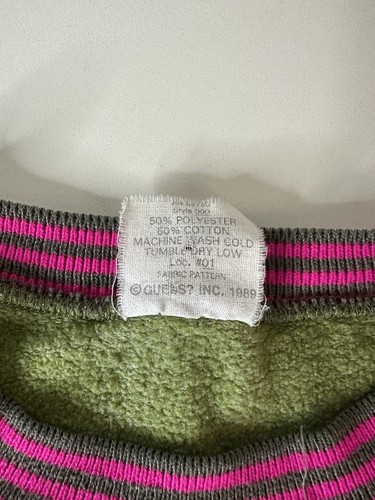 Style 000
50% POLYESTER
50% COTTON
MACHINE WASH COLD
TUMBLE DRY LOW
Loc. #01
FABRIC PATTERN
©GUESS? INC. 1989